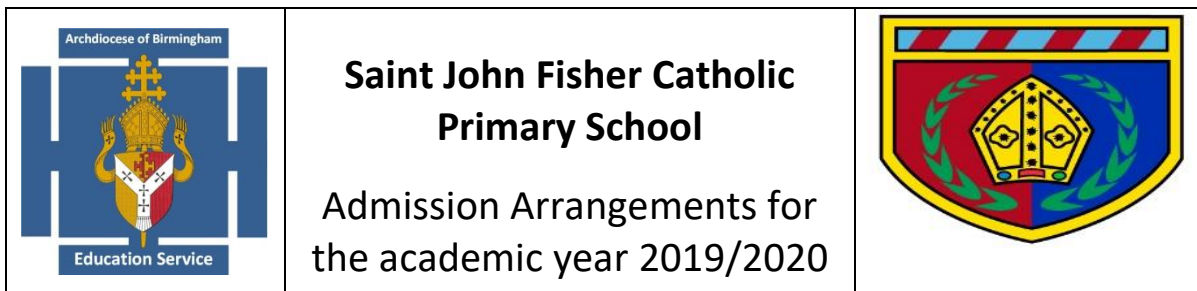 Archdiocese of Birmingham
Education Service
Saint John Fisher Catholic
Primary School
Admission Arrangements for
the academic year 2019/2020